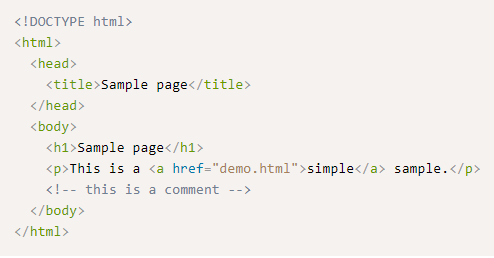 <!DOCTYPE html>
<html>
  <head>
    <title>Sample page</title>
  </head>
  <body>
    <h1>Sample page</h1>
    <p>This is a <a href="demo.html">simple</a> sample.</p>
    <!-- this is a comment -->
  </body>
</html>